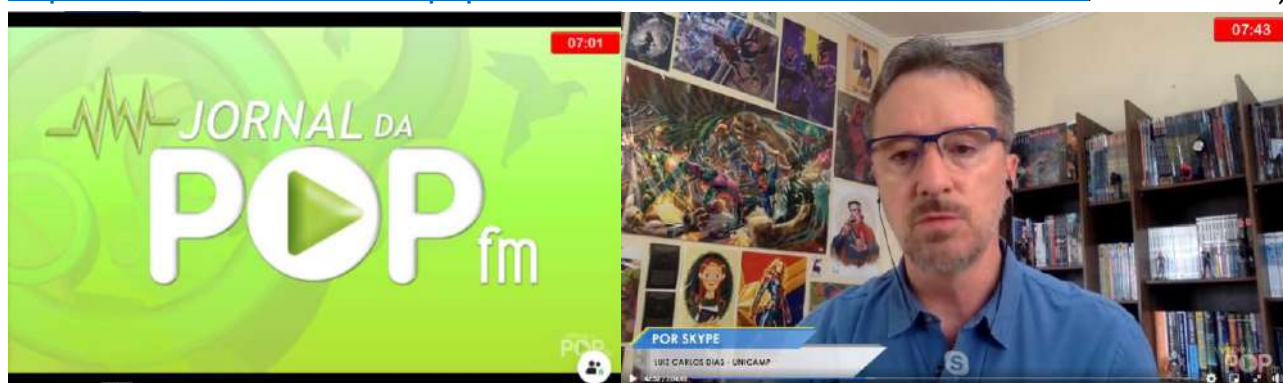 07:01
JORNAL DA
POP fm
POP
07:43
POR SKYPE
LUIZ CARLOS DIAS - UNICAMP
POP